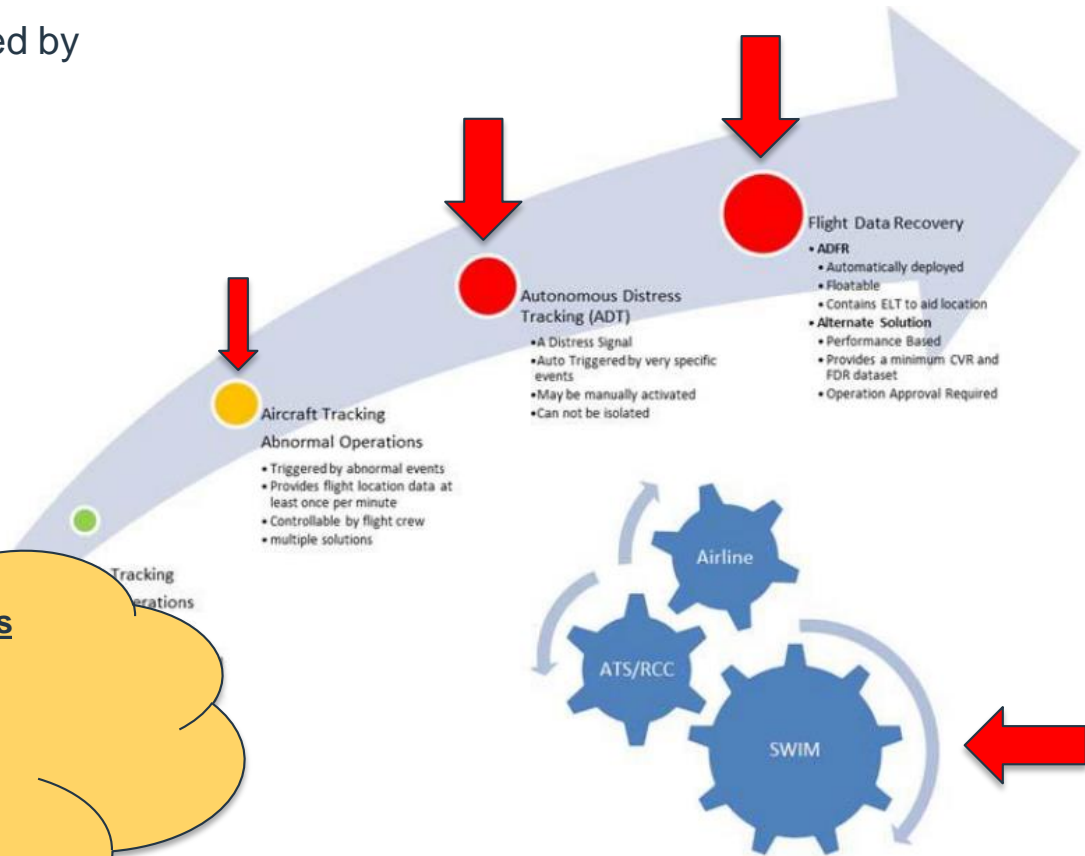 ed by
Flight Data Recovery
• ADFR
• Automatically deployed
• Floatable
• Contains ELT to aid location
• Alternate Solution
• Performance Based
• Provides a minimum CVR and
FDR dataset
• Operation Approval Required
Autonomous Distress
Tracking (ADT)
• A Distress Signal
• Auto Triggered by very specific
events
• May be manually activated
• Can not be isolated
Aircraft Tracking
Abnormal Operations
• Triggered by abnormal events
• Provides flight location data at
least once per minute
• Controllable by flight crew
• multiple solutions
Tracking
erations
s
Airline
ATS/RCC
SWIM